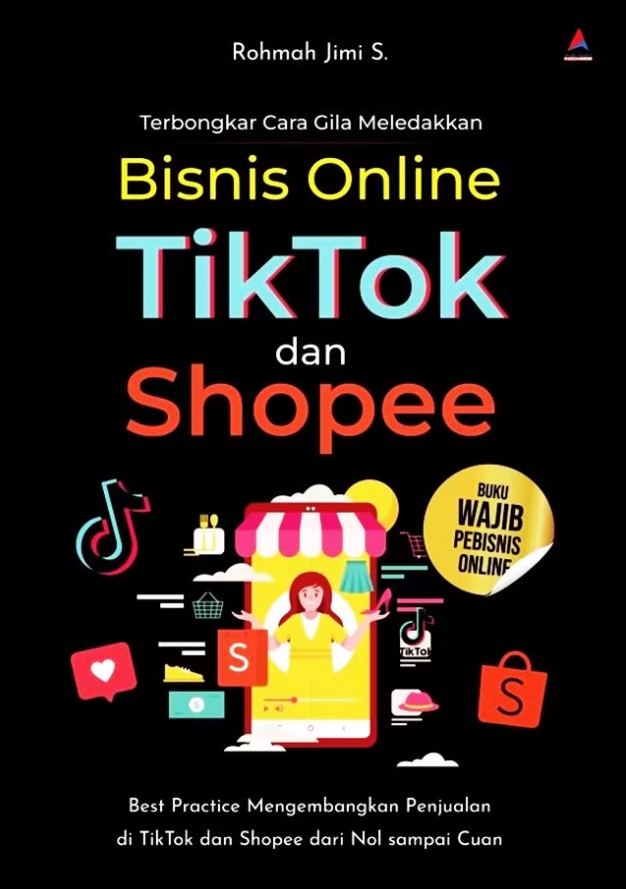 Rohmah Jimi S.
Terbongkar Cara Gila Meledakkan
Bisnis Online
TikTok
dan
Shopee
BUKU
WAJIB
PEBISNIS
ONLINE
S
TikTok
S
Best Practice Mengembangkan Penjualan
di TikTok dan Shopee dari Nol sampai Cuan